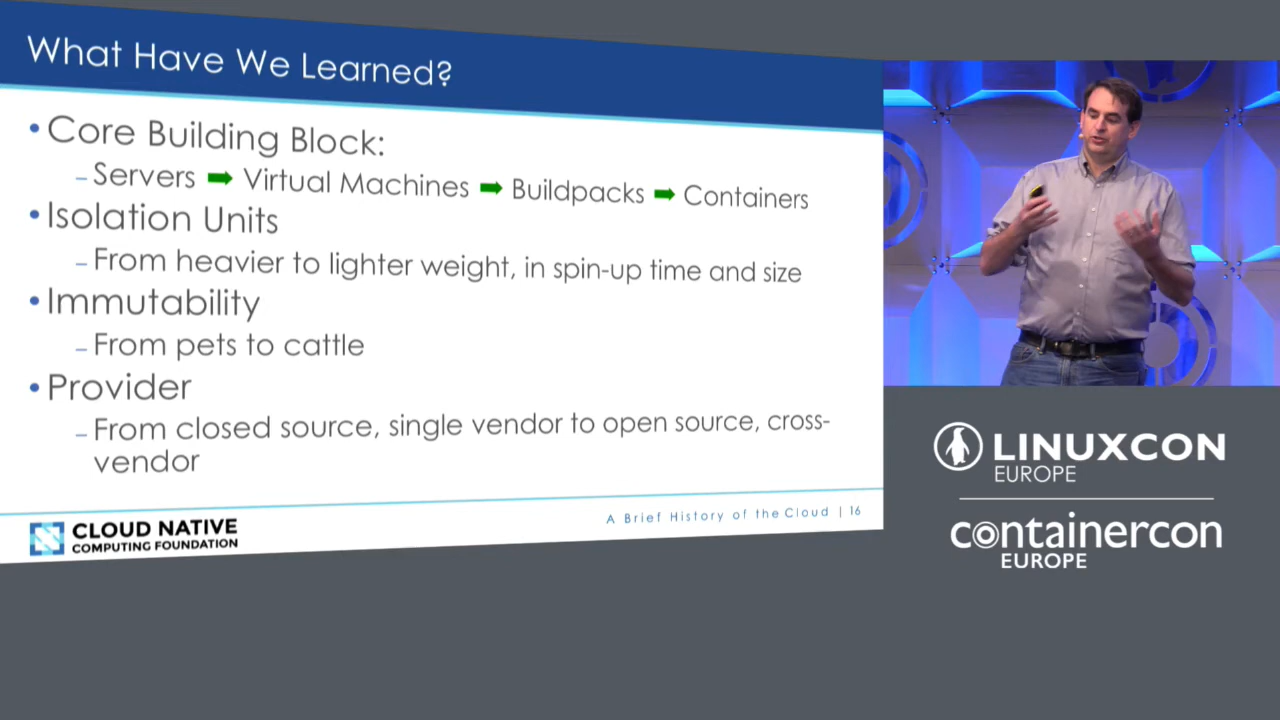 What Have We Learned?
• Core Building Block:
– Servers ➡ Virtual Machines ➡ Buildpacks ➡ Containers
• Isolation Units
– From heavier to lighter weight, in spin-up time and size
• Immutability
– From pets to cattle
• Provider
– From closed source, single vendor to open source, cross-
vendor
CLOUD NATIVE
COMPUTING FOUNDATION
A Brief History of the Cloud | 16
LINUXCON
EUROPE
containercon
EUROPE